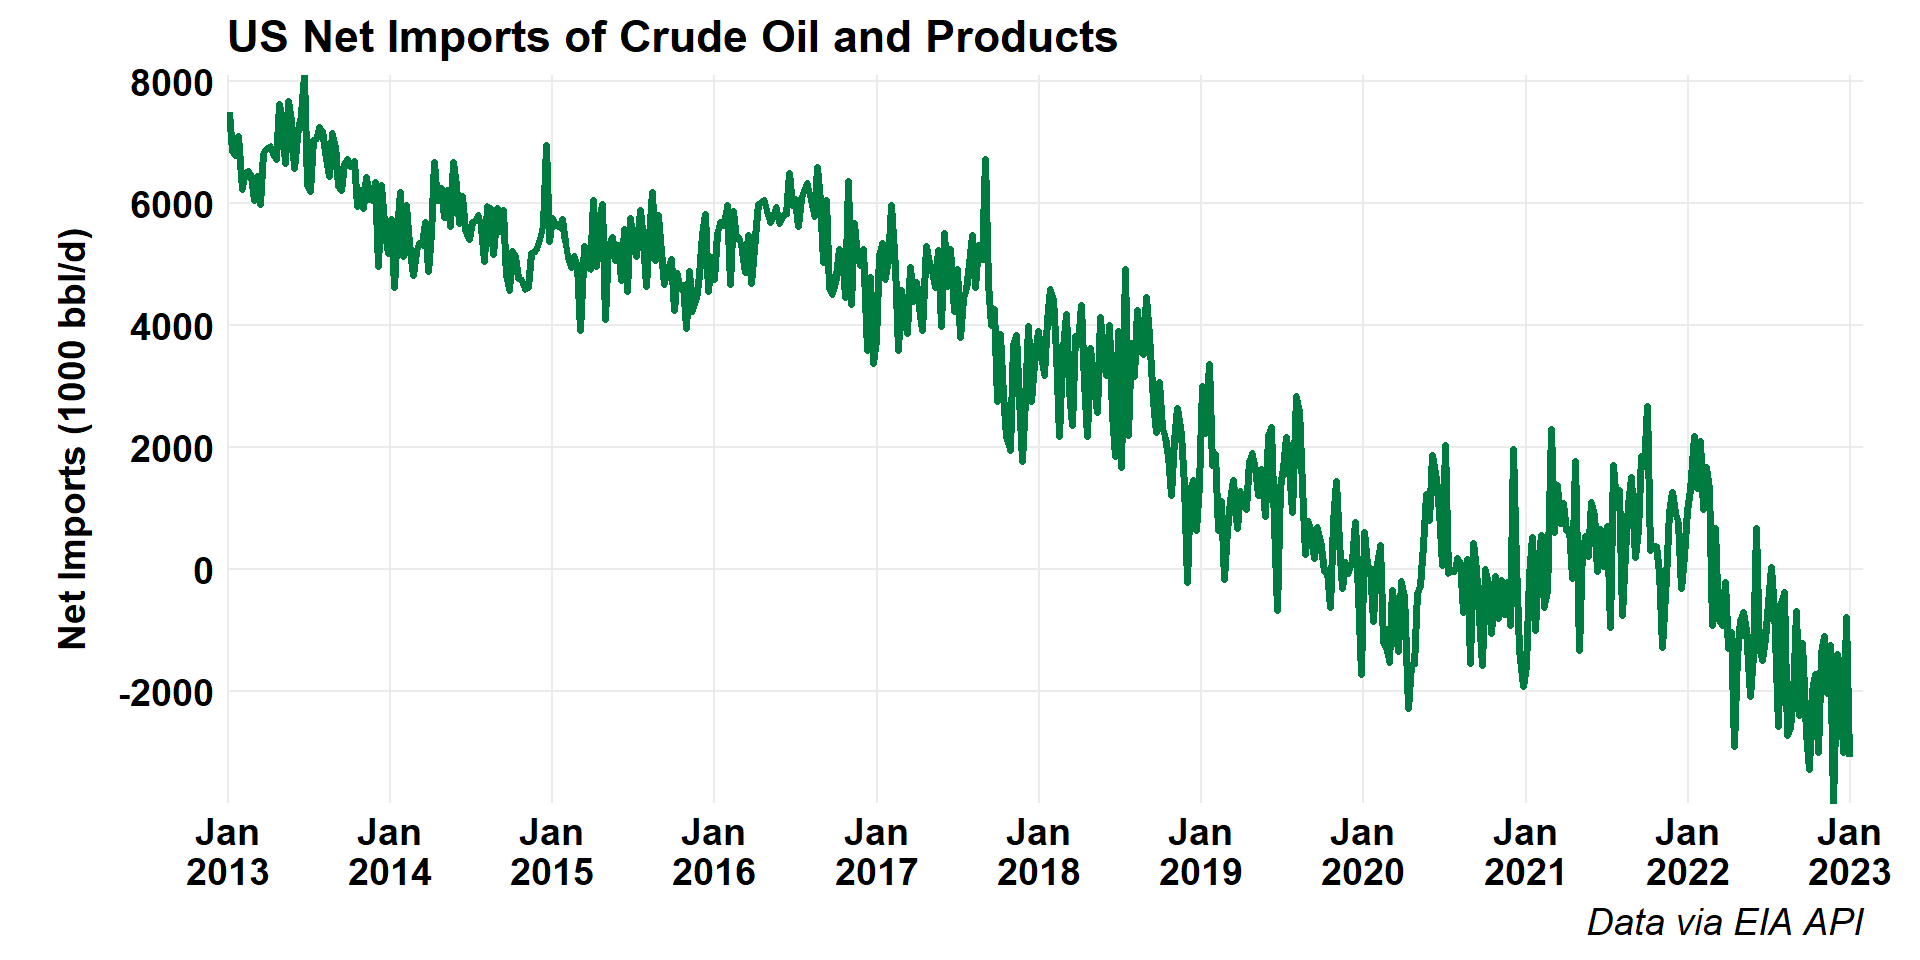 US Net Imports of Crude Oil and Products
Net Imports (1000 bbl/d)
8000
6000
4000
2000
0
-2000
Jan Jan Jan Jan Jan Jan Jan Jan Jan Jan Jan
2013 2014 2015 2016 2017 2018 2019 2020 2021 2022 2023
Data via EIA API